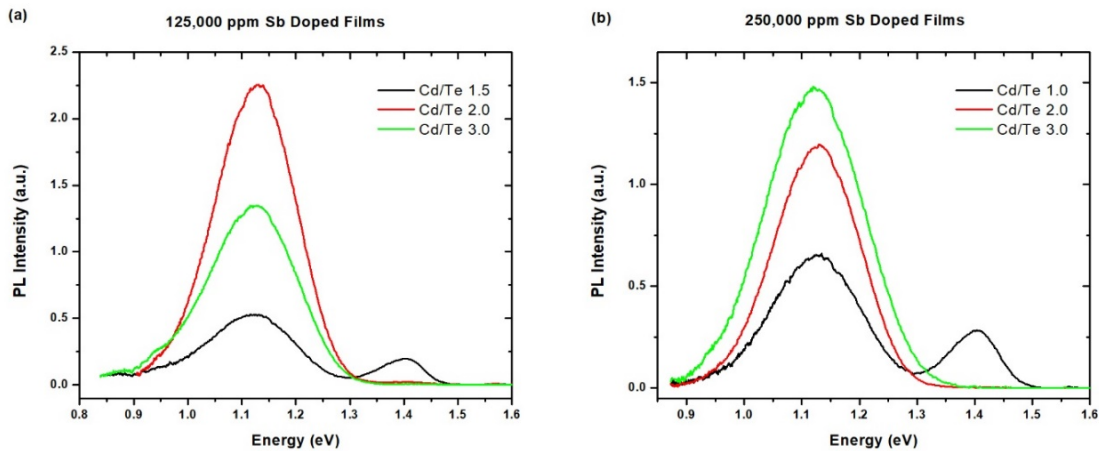 (a)
125,000 ppm Sb Doped Films
2.5
2.0
1.5
1.0
0.5
0.0
PL Intensity (a.u.)
Cd/Te 1.5
Cd/Te 2.0
Cd/Te 3.0
0.8 0.9 1.0 1.1 1.2 1.3 1.4 1.5 1.6
Energy (eV)
(b)
250,000 ppm Sb Doped Films
1.5
1.0
0.5
0.0
PL Intensity (a.u.)
Cd/Te 1.0
Cd/Te 2.0
Cd/Te 3.0
0.9 1.0 1.1 1.2 1.3 1.4 1.5 1.6
Energy (eV)